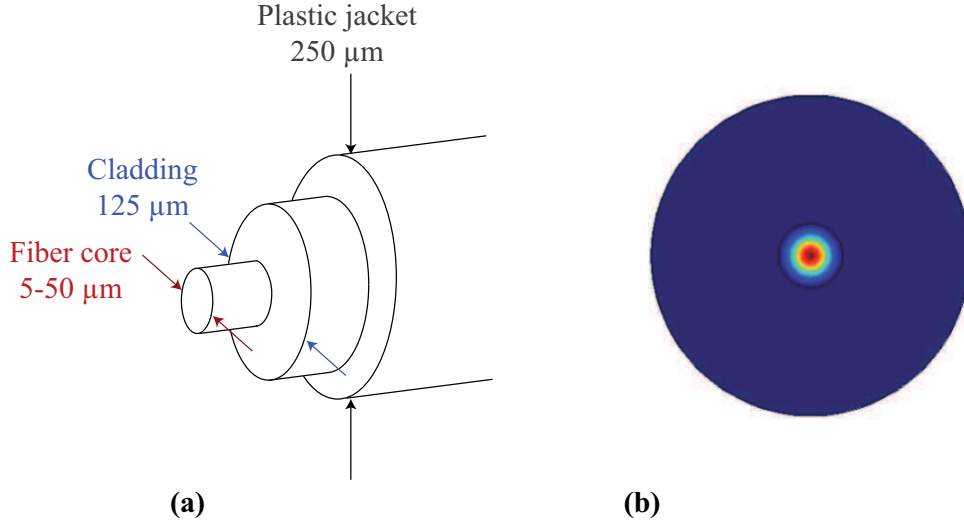 Plastic jacket
250 µm
Cladding
125 µm
Fiber core
5-50 µm
(a)
(b)